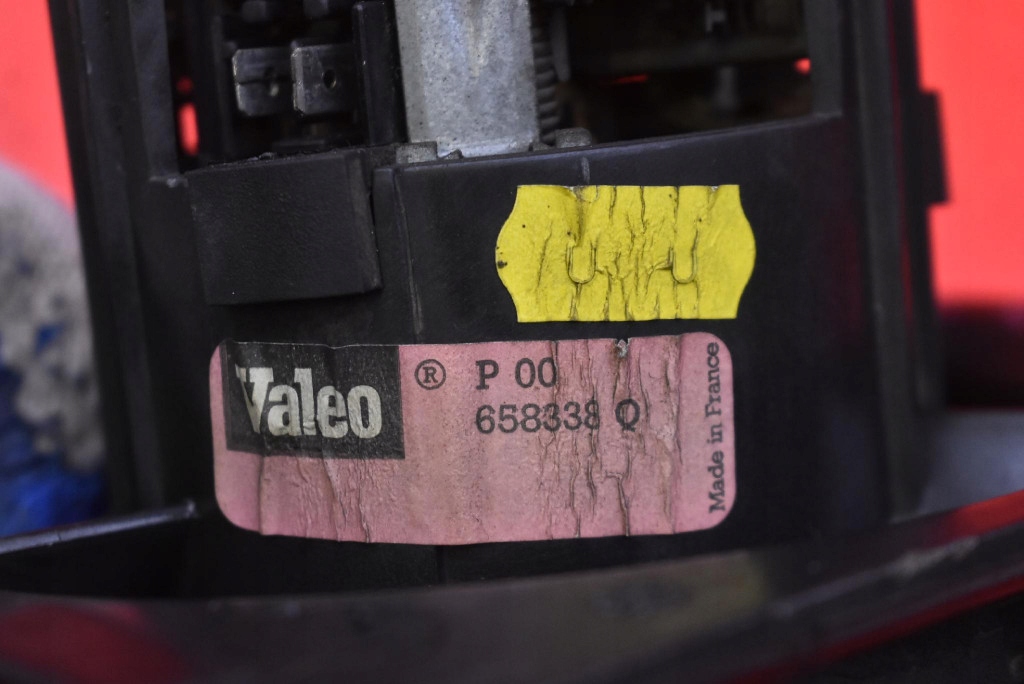 Valeo ® P 00
658338 Q
Made in France